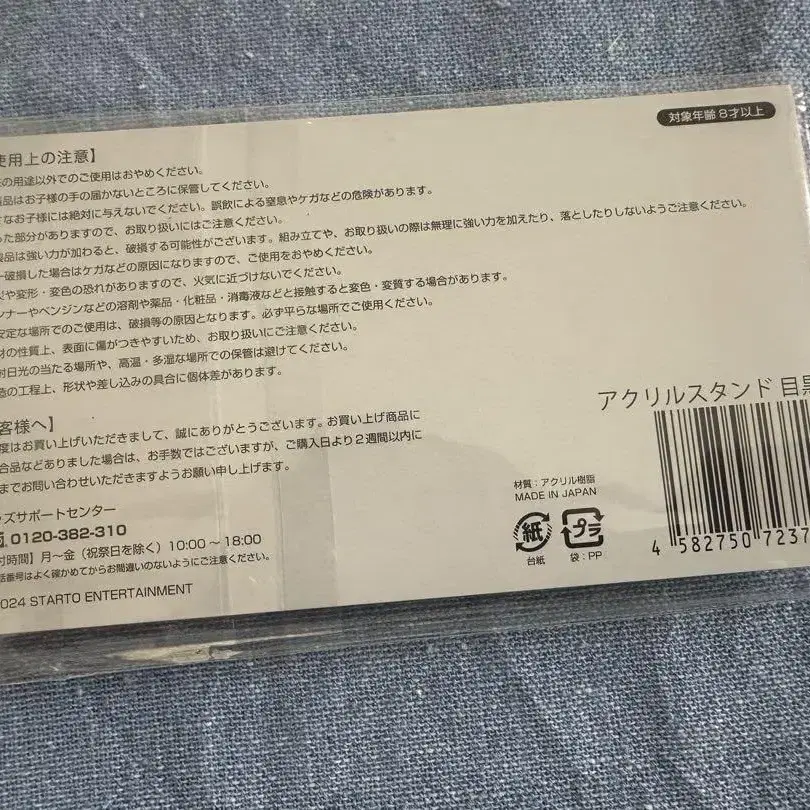 対象年齢 8才以上
使用上の注意】
の用途以外でのご使用はおやめください。
品はお子様の手の届かないところに保管してください。
なお子様には絶対に与えないでください。誤飲による窒息やケガなどの危険があります。
った部分がありますので、お取り扱いにはご注意ください。
製品は強い力が加わると、破損する可能性がございます。組み立てや、お取り扱いの際は無理に強い力を加えたり、落としたりしないようご注意ください。
一破損した場合はケガなどの原因になりますので、ご使用をおやめください。
や変形・変色の恐れがありますので、火気に近づけないでください。
ンナーやベンジンなどの溶剤や薬品・化粧品・消毒液などと接触すると変色・変質する場合があります。
安定な場所でのご使用は、破損等の原因となります。必ず平らな場所でご使用ください。
材の性質上、表面に傷がつきやすいため、お取り扱いにご注意ください。
射日光の当たる場所や、高温・多湿な場所での保管は避けてください。
造の工程上、形状や差し込みの具合に個体差があります。
客様へ】
度はお買い上げいただきまして、誠にありがとうございます。お買い上げ商品に
合品などありました場合は、お手数ではございますが、ご購入日より2週間以内に
までお問い合わせいただきますようお願い申し上げます。
ズサポートセンター
0120-382-310
付時間】月～金（祝祭日を除く）10:00～18:00
話番号はよく確かめてからお間違いのないようにご注意ください。
024 STARTO ENTERTAINMENT
アクリルスタンド 目黒
材質：アクリル樹脂
MADE IN JAPAN
紙
プラ
台紙
袋：PP
4 582750 7237